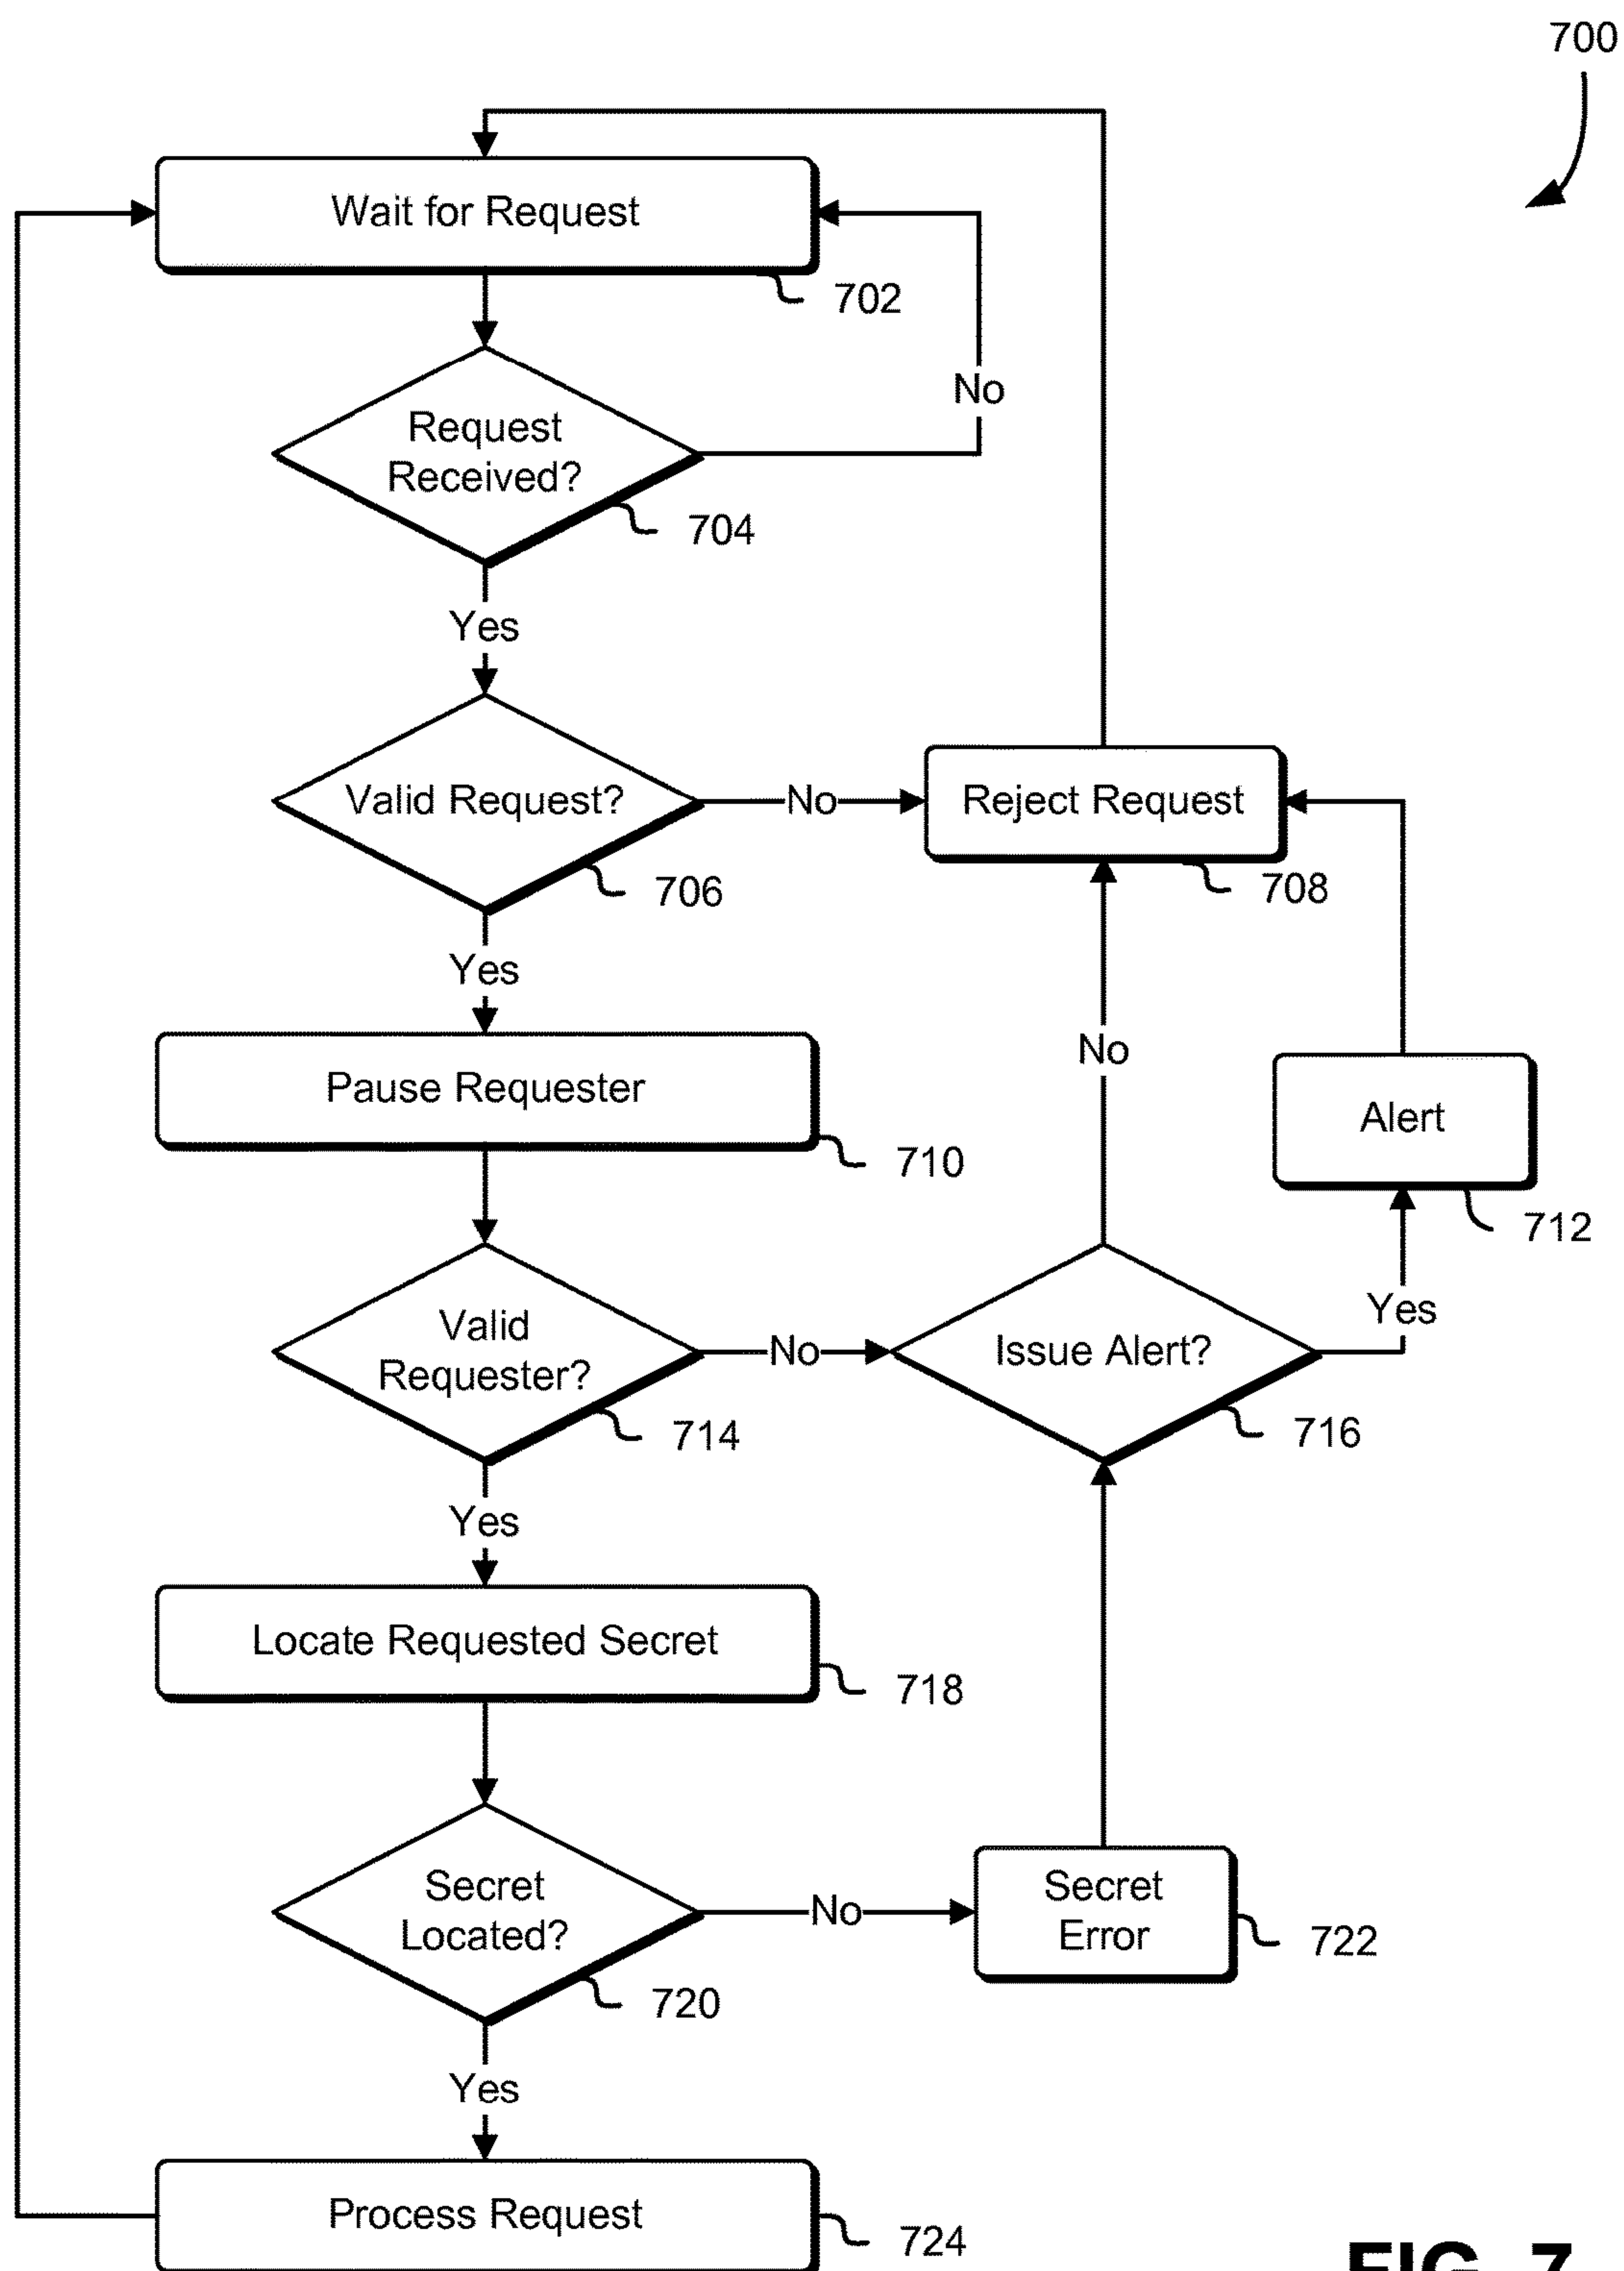 700
Wait for Request
702
No
Request
Received?
704
Yes
Valid Request?
No
Reject Request
706
708
Yes
No
Pause Requester
Alert
710
712
Yes
Valid
Requester?
No
Issue Alert?
714
716
Yes
Locate Requested Secret
718
Secret
Located?
No
Secret
Error
722
720
Yes
Process Request
724
FIG. 7